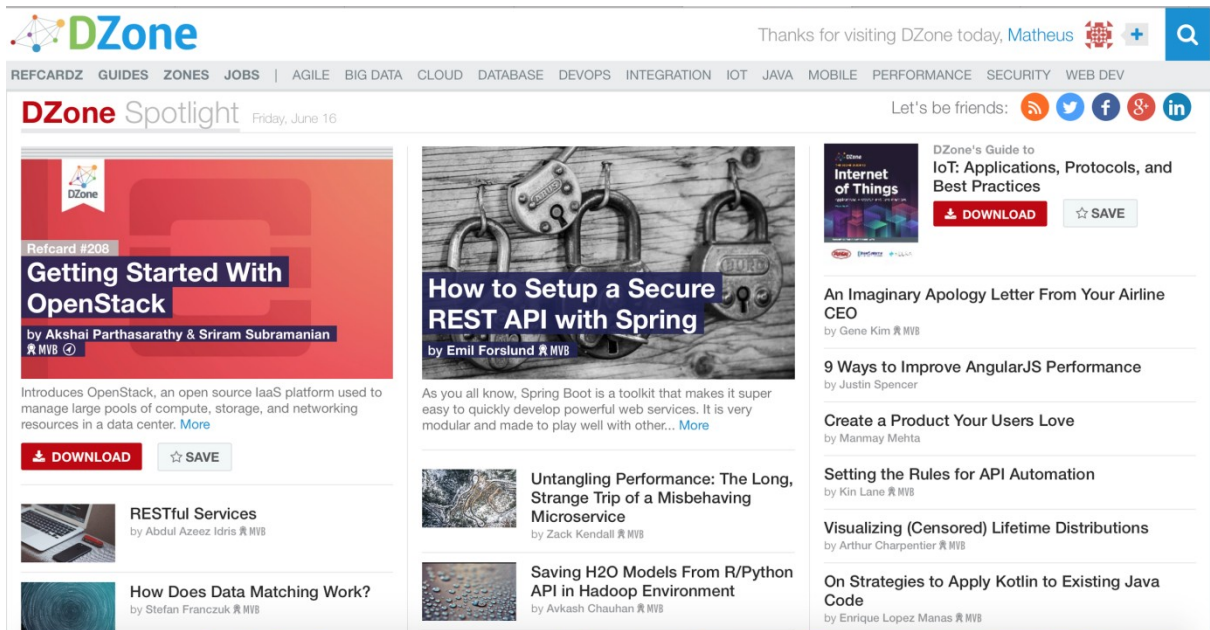 DZone
Thanks for visiting DZone today, Matheus
REFCARDZ GUIDES ZONES JOBS | AGILE BIG DATA CLOUD DATABASE DEVOPS INTEGRATION IOT JAVA MOBILE PERFORMANCE SECURITY WEB DEV
DZone Spotlight Friday, June 16
Let's be friends:
DZone
Refcard #208
Getting Started With
OpenStack
by Akshai Parthasarathy & Sriram Subramanian
MVB
Introduces OpenStack, an open source IaaS platform used to
manage large pools of compute, storage, and networking
resources in a data center. More
DOWNLOAD
SAVE
RESTful Services
by Abdul Azeez Idris MVB
How Does Data Matching Work?
by Stefan Franczuk MVB
How to Setup a Secure
REST API with Spring
by Emil Forslund MVB
As you all know, Spring Boot is a toolkit that makes it super
easy to quickly develop powerful web services. It is very
modular and made to play well with other... More
Untangling Performance: The Long,
Strange Trip of a Misbehaving
Microservice
by Zack Kendall MVB
Saving H2O Models From R/Python
API in Hadoop Environment
by Avkash Chauhan MVB
DZone
Internet
of Things
DZone's Guide to
IoT: Applications, Protocols, and
Best Practices
DOWNLOAD
SAVE
An Imaginary Apology Letter From Your Airline
CEO
by Gene Kim MVB
9 Ways to Improve AngularJS Performance
by Justin Spencer
Create a Product Your Users Love
by Manmay Mehta
Setting the Rules for API Automation
by Kin Lane MVB
Visualizing (Censored) Lifetime Distributions
by Arthur Charpentier MVB
On Strategies to Apply Kotlin to Existing Java
Code
by Enrique Lopez Manas MVB